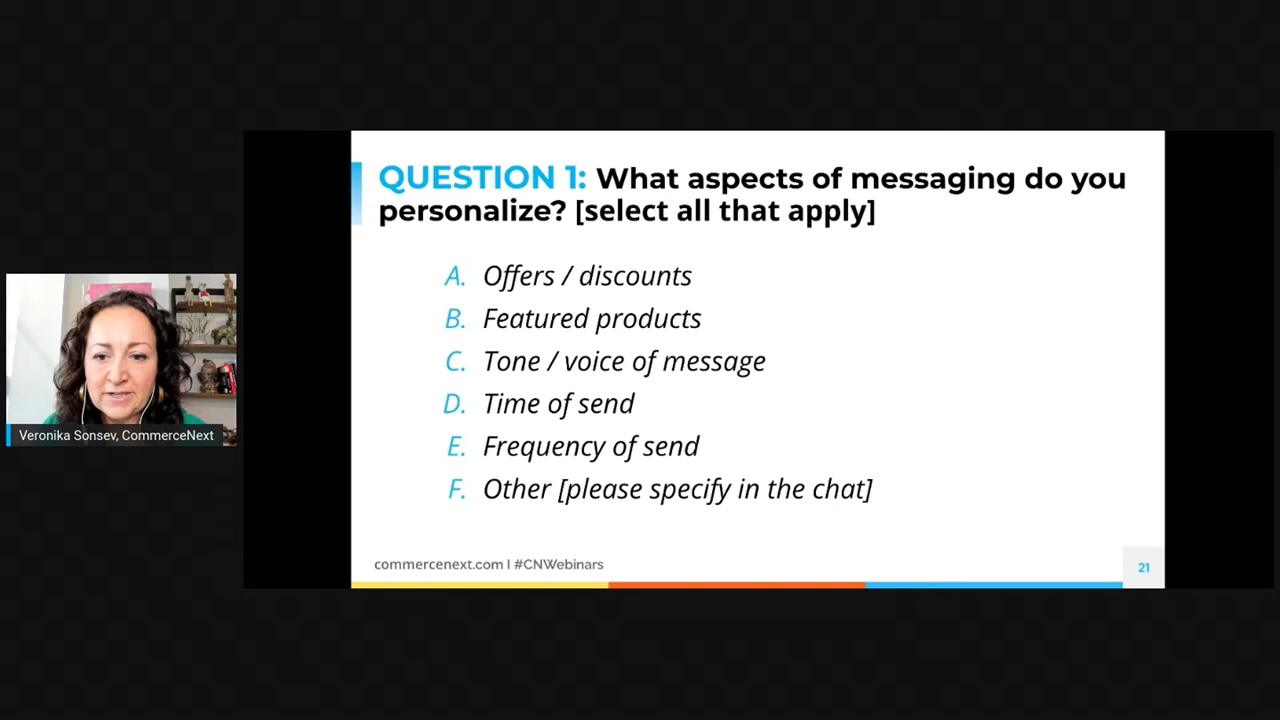 QUESTION 1: What aspects of messaging do you
personalize? [select all that apply]
A. Offers / discounts
B. Featured products
C. Tone / voice of message
D. Time of send
E. Frequency of send
F. Other [please specify in the chat]
commercenext.com I #CNWebinars
21
Veronika Sonsev, CommerceNext